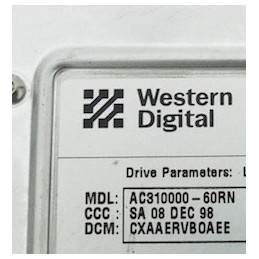 Western
Digital
Drive Parameters: L
MDL: AC310000-60RN
CCC: SA 08 DEC 98
DCM: CXAAERVBOAEE